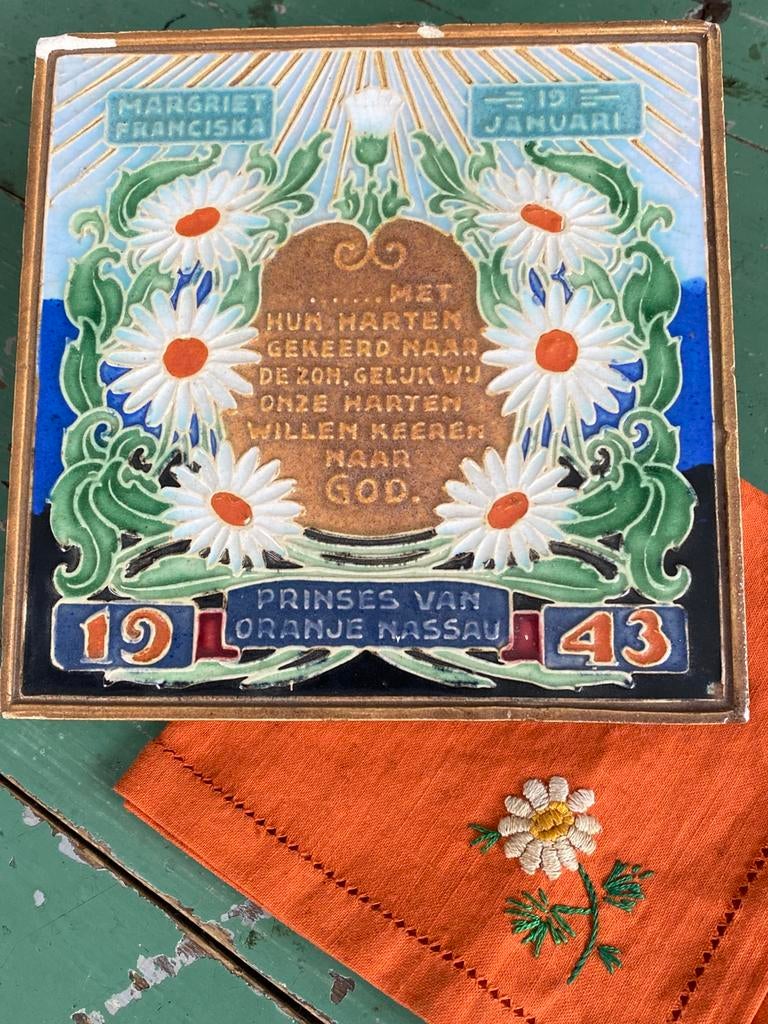 MARGRIET
FRANCISKA
19
JANUARI
.......MET
HUN HARTEN
GEKEERD NAAR
DE ZON, GELIJK WIJ
ONZE HARTEN
WILLEN KEEREN
NAAR
GOD.
PRINSES VAN
ORANJE NASSAU
19 43